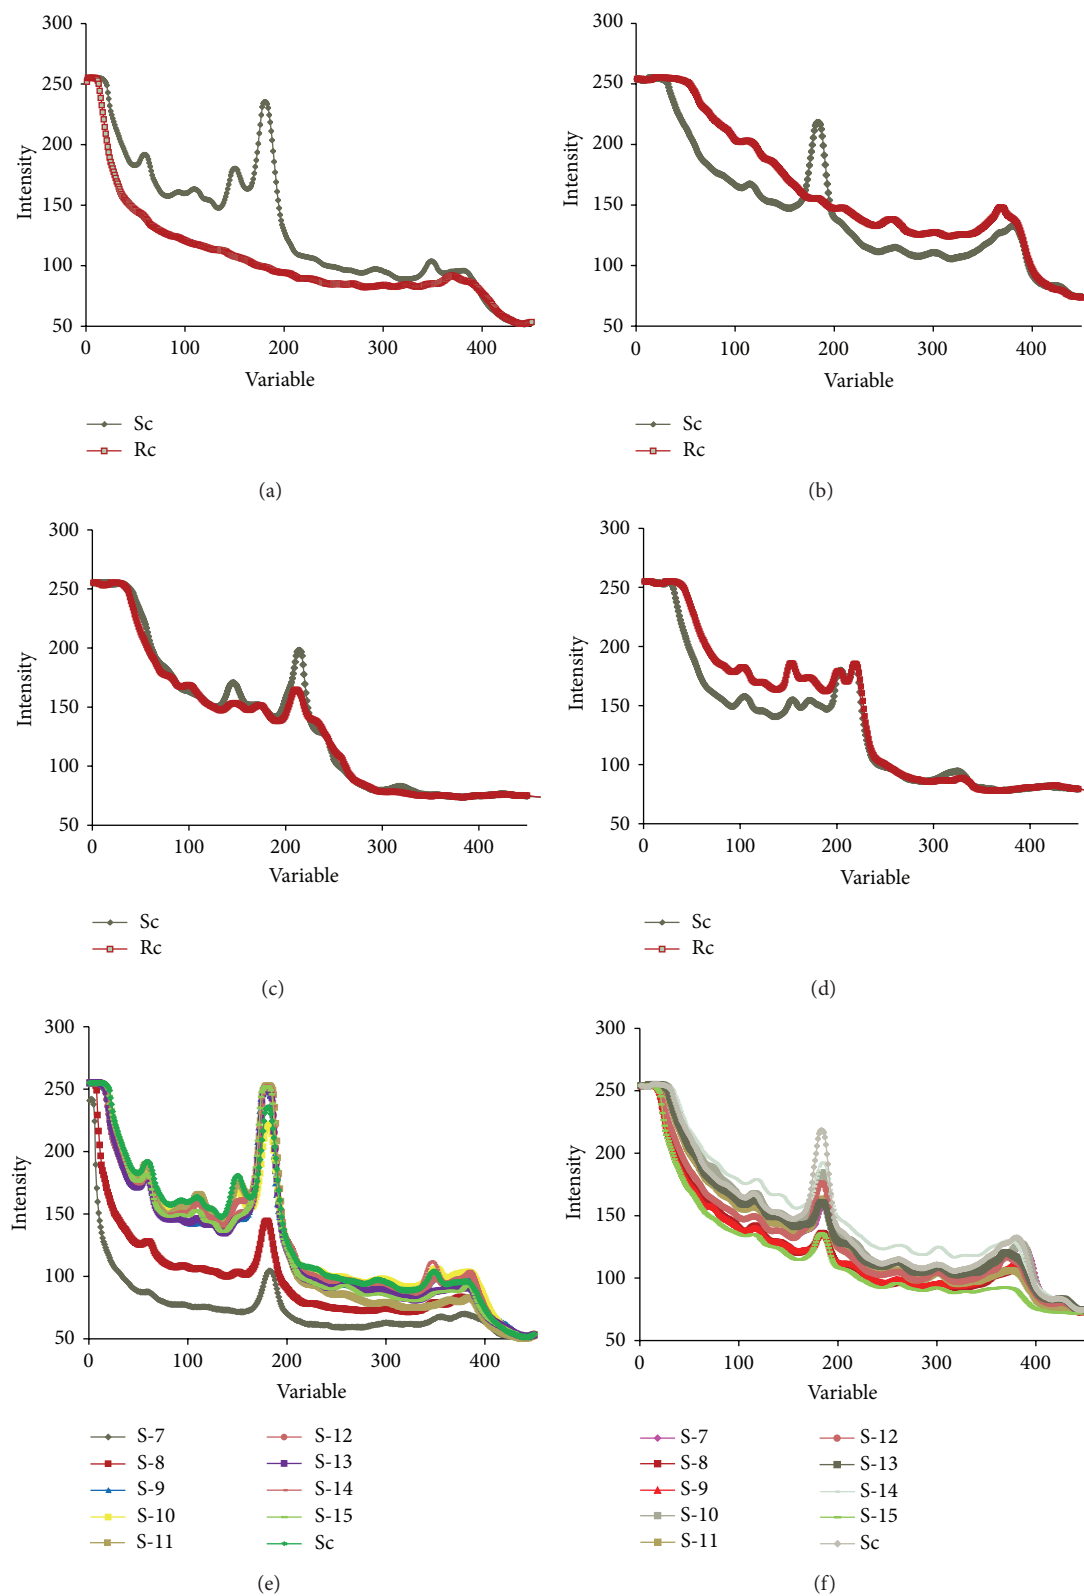 300
250
200
150
100
50
Intensity
0
100
200
300
400
Variable
Sc
Rc
(a)
300
250
200
150
100
50
Intensity
0
100
200
300
400
Variable
Sc
Rc
(b)
300
250
200
150
100
50
Intensity
0
100
200
300
400
Variable
Sc
Rc
(c)
300
250
200
150
100
50
Intensity
0
100
200
300
400
Variable
Sc
Rc
(d)
300
250
200
150
100
50
Intensity
0
100
200
300
400
Variable
S-7
S-8
S-9
S-10
S-11
S-12
S-13
S-14
S-15
Sc
(e)
300
250
200
150
100
50
Intensity
0
100
200
300
400
Variable
S-7
S-8
S-9
S-10
S-11
S-12
S-13
S-14
S-15
Sc
(f)